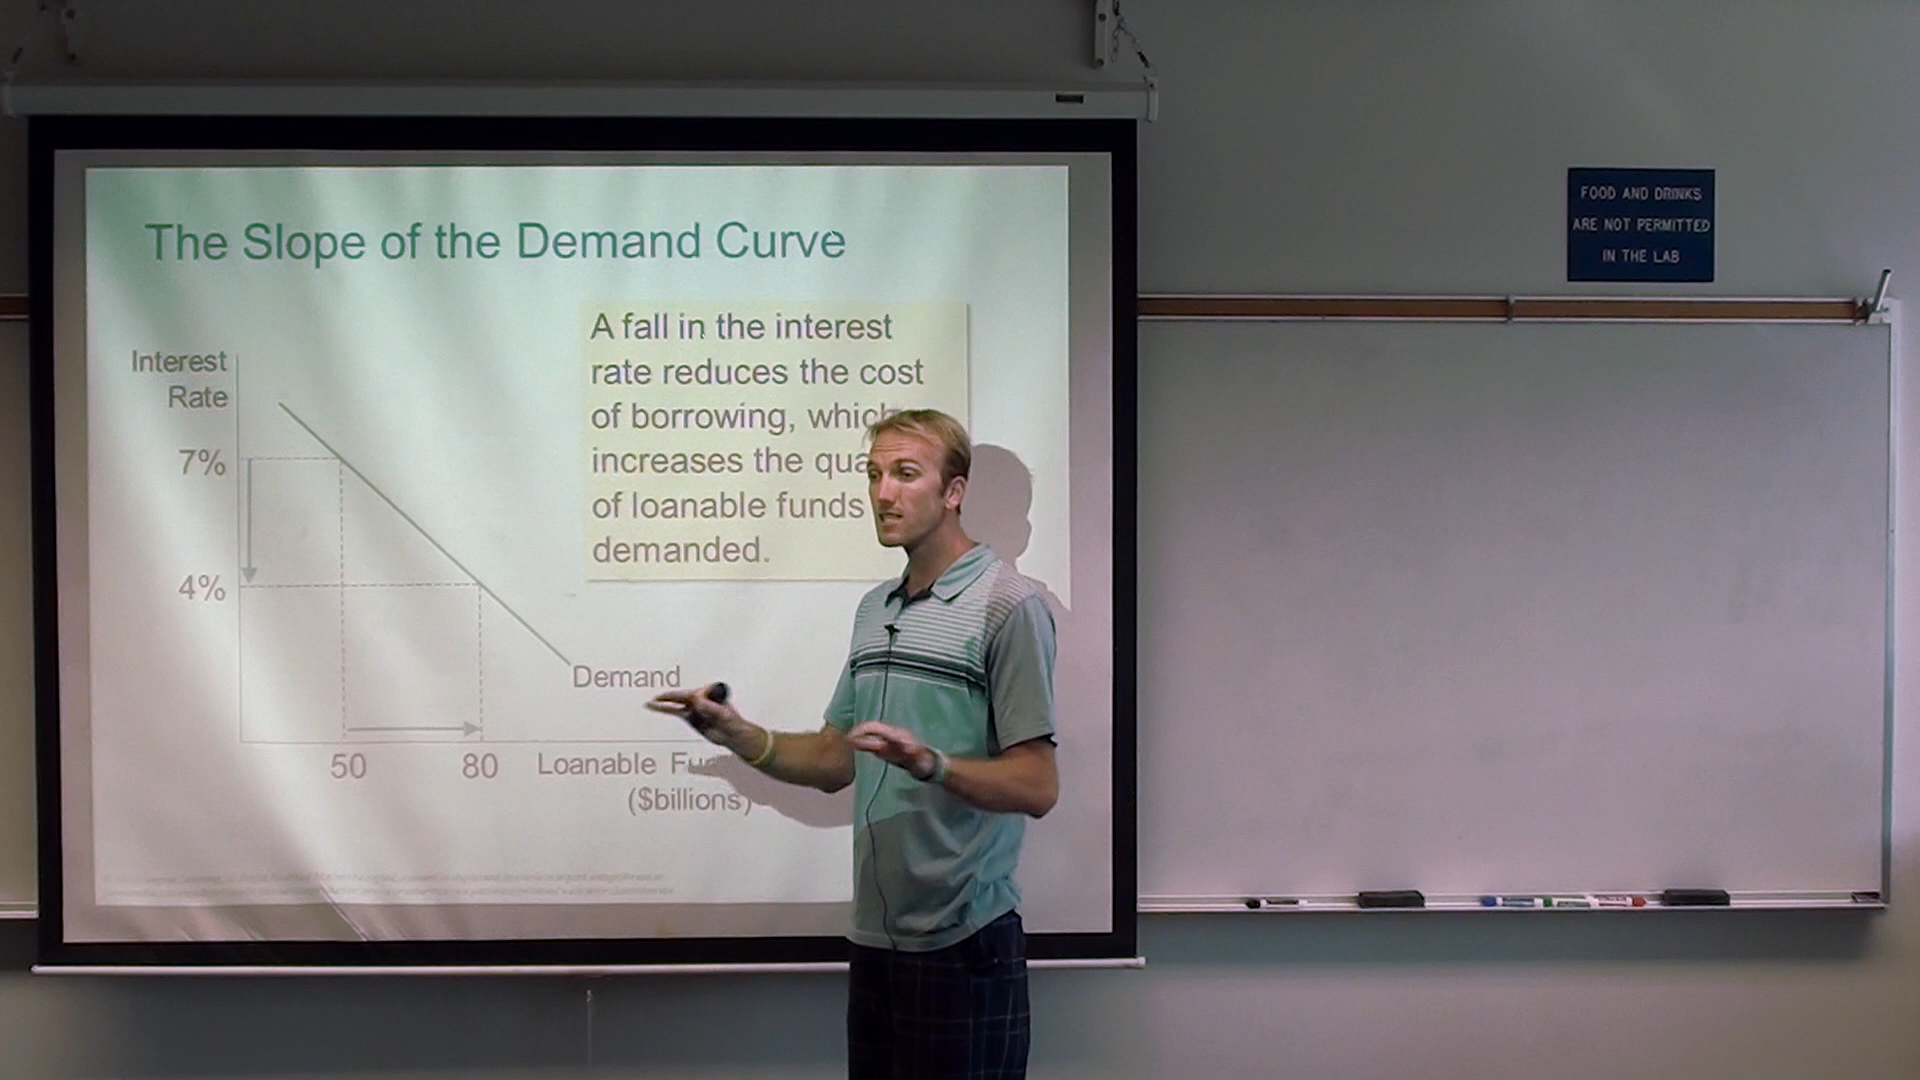 The Slope of the Demand Curve
A fall in the interest
rate reduces the cost
of borrowing, which
increases the
of loanable funds
demanded.
Interest
Rate
7%
4%
Demand
50 80 Loanable
($billions)
FOOD AND DRINKS
ARE NOT PERMITTED
IN THE LAB